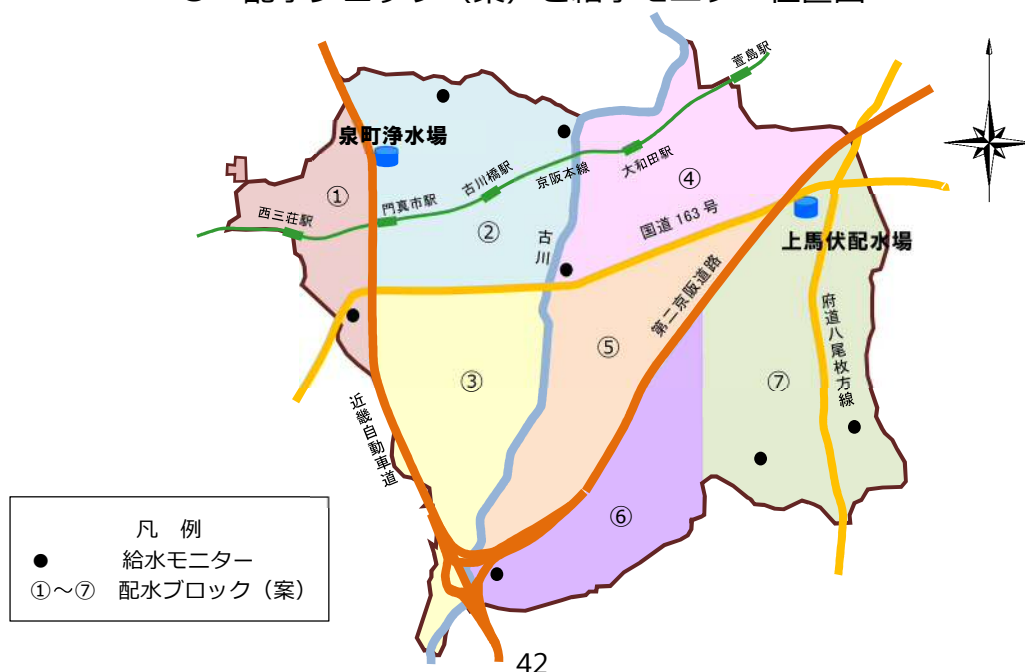 萱島駅
泉町浄水場
古川橋駅
京阪本線
大和田駅
①
④
門真市駅
西三荘駅
②
国道 163 号
古川
上馬伏配水場
第二京阪道路
府道八尾枚方線
⑤
③
⑦
近畿自動車道
⑥
凡 例
● 給水モニター
①～⑦ 配水ブロック（案）
42